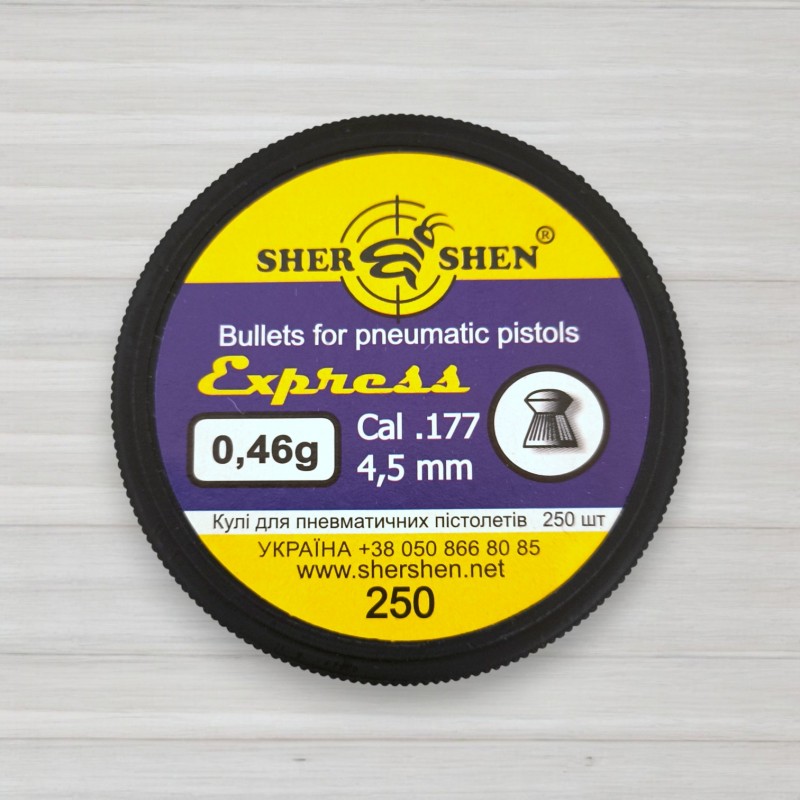 SHER SHEN®
Bullets for pneumatic pistols
Express
0,46g
Cal .177
4,5 mm
Кулі для пневматичних пістолетів 250 шт
УКРАЇНА +38 050 866 80 85
www.shershen.net
250